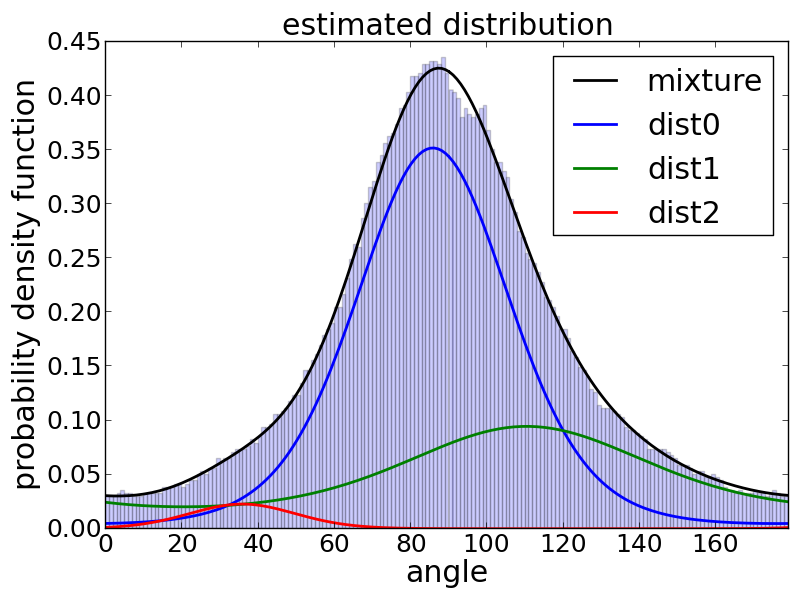 estimated distribution
probability density function
0.45
0.40
0.35
0.30
0.25
0.20
0.15
0.10
0.05
0.00
mixture
dist0
dist1
dist2
0 20 40 60 80 100 120 140 160
angle